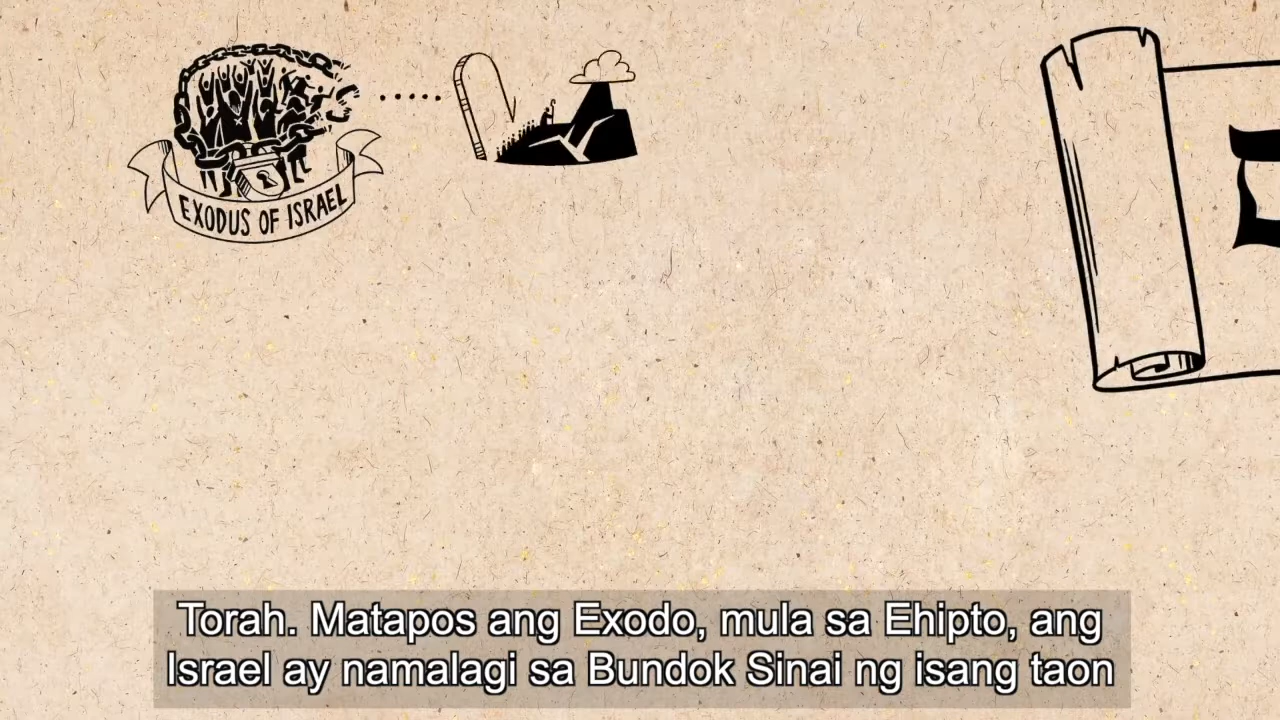 EXODUS OF ISRAEL
Torah. Matapos ang Exodo, mula sa Ehipto, ang
Israel ay namalagi sa Bundok Sinai ng isang taon